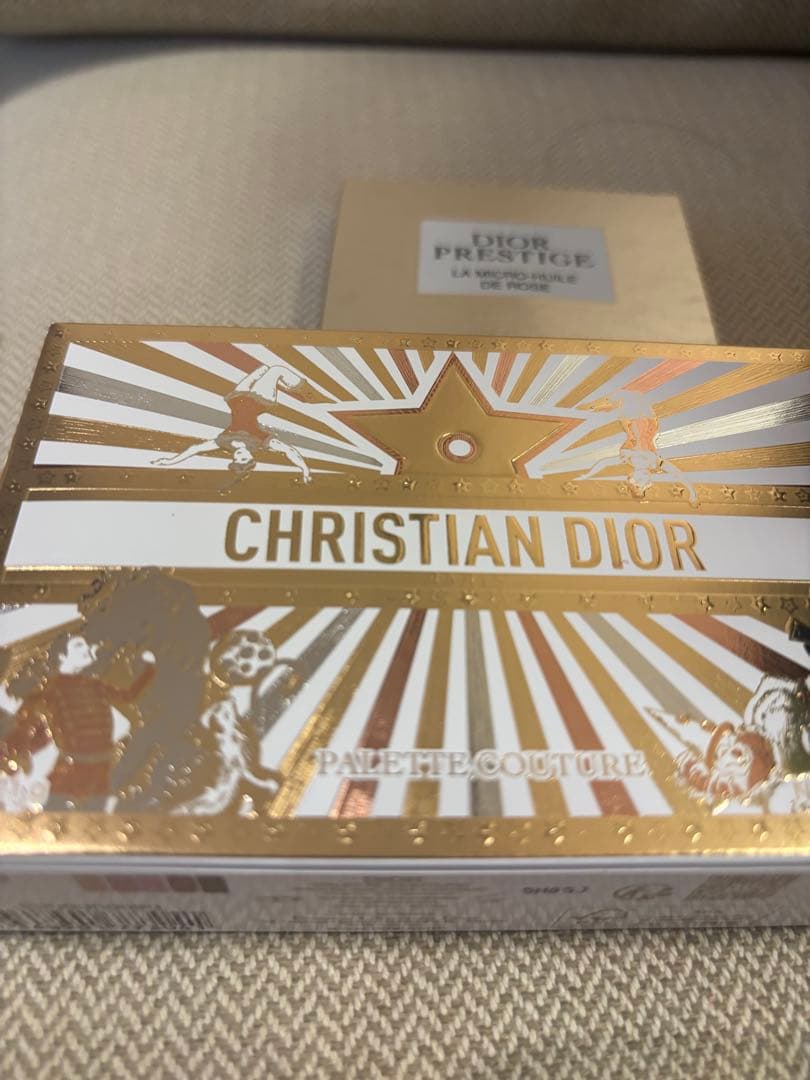 DIOR
PRESTIGE
LA MICRO-HUILE
DE ROSE
CHRISTIAN DIOR
PALETTE COUTURE